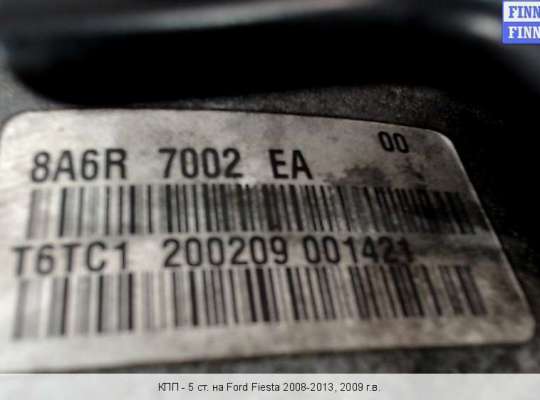 FINN
FINN
8A6R 7002 EA 00
T6TC1 200209 001421
КПП - 5 ст. на Ford Fiesta 2008-2013, 2009 г.в.